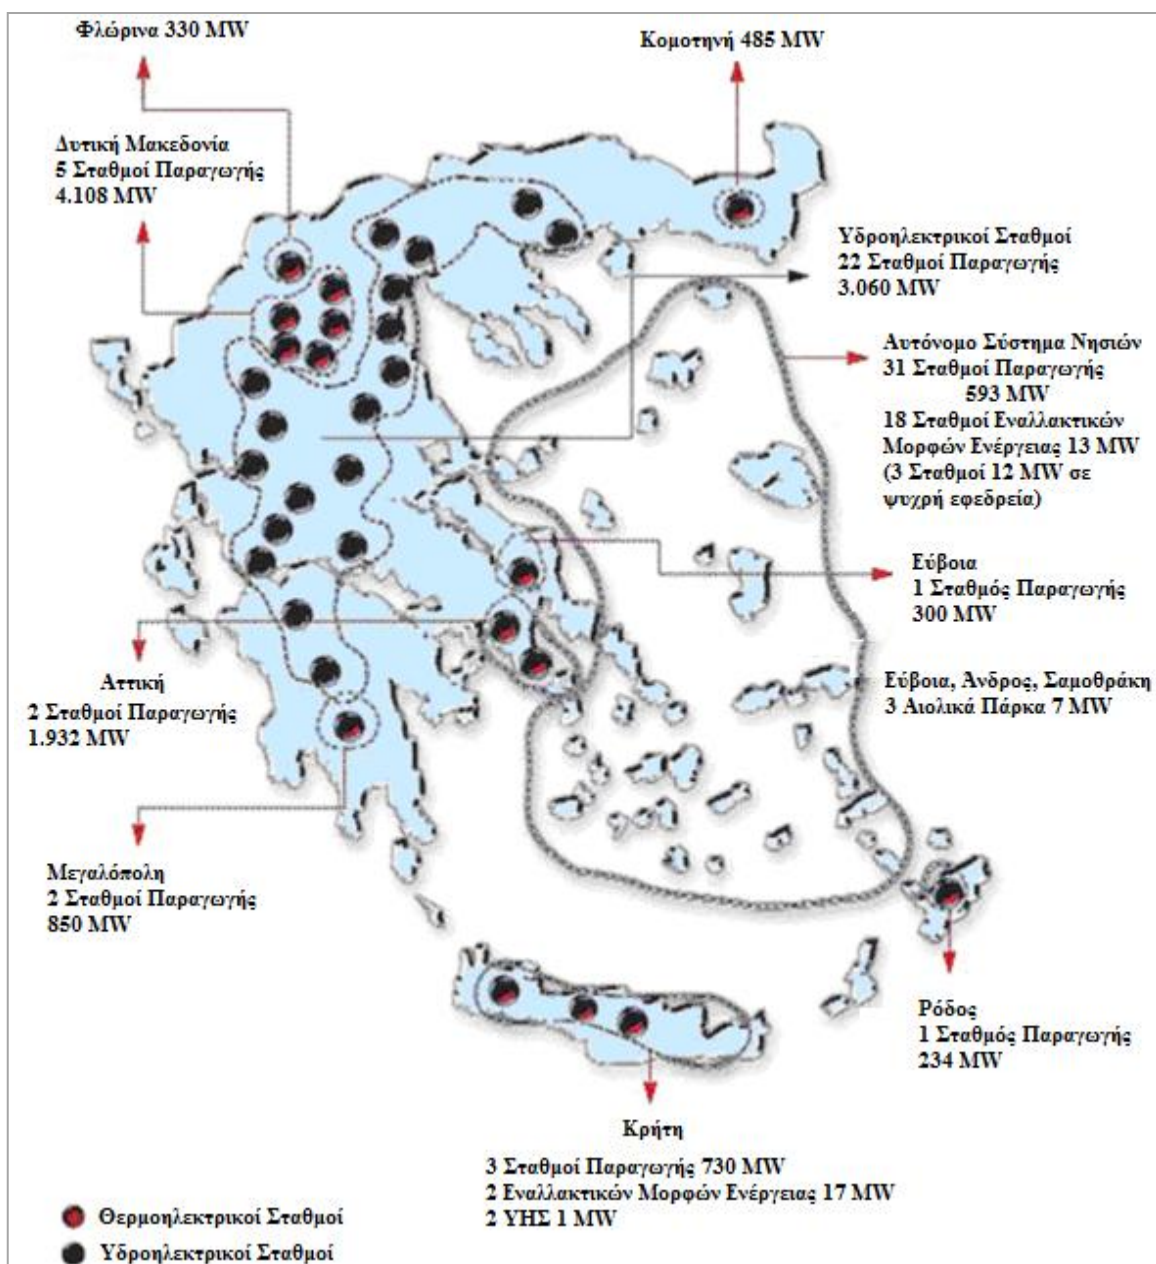 Φλώρινα 330 MW
Κομοτηνή 485 MW
Δυτική Μακεδονία
5 Σταθμοί Παραγωγής
4.108 MW
Υδροηλεκτρικοί Σταθμοί
22 Σταθμοί Παραγωγής
3.060 MW
Αυτόνομο Σύστημα Νησιών
31 Σταθμοί Παραγωγής
593 MW
18 Σταθμοί Εναλλακτικών
Μορφών Ενέργειας 13 MW
(3 Σταθμοί 12 MW σε
ψυχρή εφεδρεία)
Εύβοια
1 Σταθμός Παραγωγής
300 MW
Εύβοια, Άνδρος, Σαμοθράκη
3 Αιολικά Πάρκα 7 MW
Αττική
2 Σταθμοί Παραγωγής
1.932 MW
Μεγαλόπολη
2 Σταθμοί Παραγωγής
850 MW
Ρόδος
1 Σταθμός Παραγωγής
234 MW
Κρήτη
3 Σταθμοί Παραγωγής 730 MW
2 Εναλλακτικών Μορφών Ενέργειας 17 MW
2 ΥΗΣ 1 MW
Θερμοηλεκτρικοί Σταθμοί
Υδροηλεκτρικοί Σταθμοί